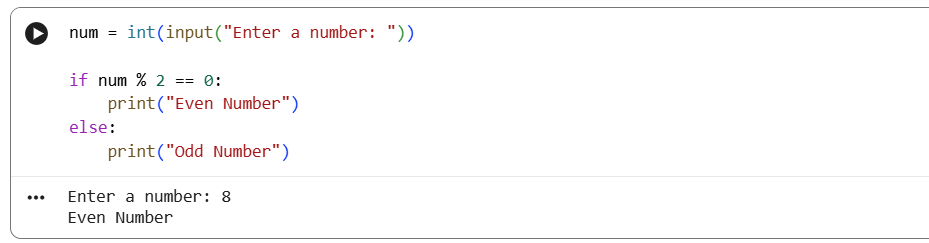 num = int(input("Enter a number: "))
if num % 2 == 0:
    print("Even Number")
else:
    print("Odd Number")
Enter a number: 8
Even Number